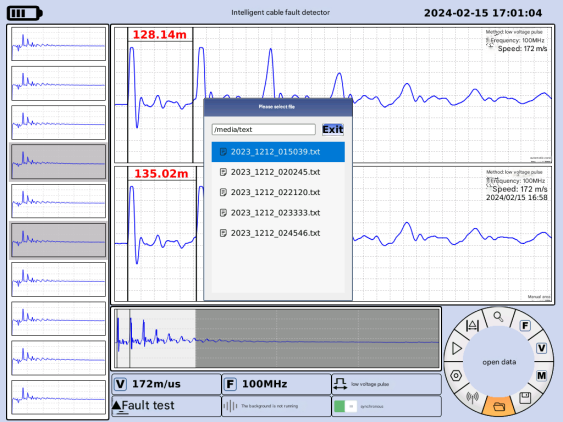 Intelligent cable fault detector
2024-02-15 17:01:04
128.14m
Method: low voltage pulse
Frequency: 100MHz
Speed: 172 m/s
Please select file
/media/text
Exit
2023_1212_015039.txt
2023_1212_020245.txt
2023_1212_022120.txt
2023_1212_023333.txt
2023_1212_024546.txt
135.02m
Method: low voltage pulse
Frequency: 100MHz
Speed: 172 m/s
2024/02/15 16:58
Manual area
F
V
M
open data
V 172m/us
F 100MHz
low voltage pulse
Fault test
The background is not running
synchronous